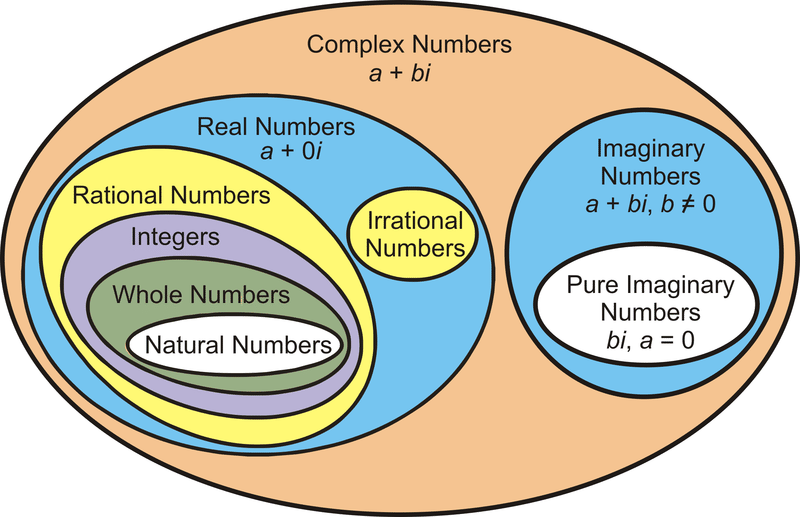 Complex Numbers
a + bi
Real Numbers
a + 0i
Rational Numbers
Integers
Whole Numbers
Natural Numbers
Irrational
Numbers
Imaginary
Numbers
a + bi, b ≠ 0
Pure Imaginary
Numbers
bi, a = 0